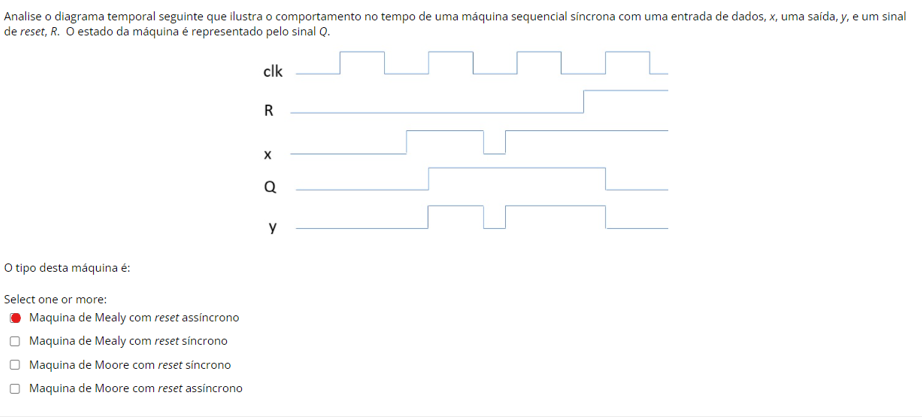 Analise o diagrama temporal seguinte que ilustra o comportamento no tempo de uma máquina sequencial síncrona com uma entrada de dados, x, uma saída, y, e um sinal
de reset, R. O estado da máquina é representado pelo sinal Q.
clk
R
x
Q
y
O tipo desta máquina é:
Select one or more:
Maquina de Mealy com reset assíncrono
Maquina de Mealy com reset síncrono
Maquina de Moore com reset síncrono
Maquina de Moore com reset assíncrono